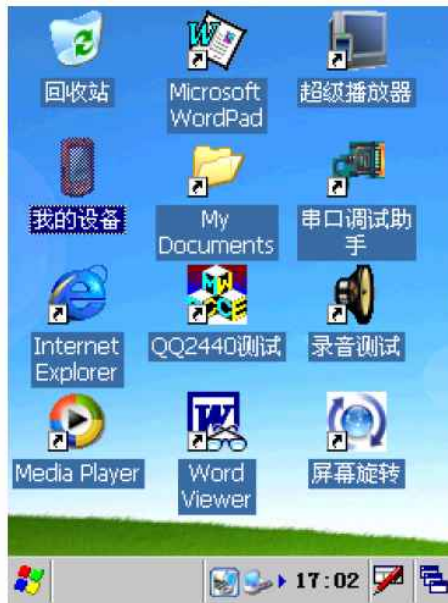 回收站
Microsoft
WordPad
超级播放器
我的设备
My
Documents
串口调试助
手
Internet
Explorer
QQ2440测试
录音测试
Media Player
Word
Viewer
屏幕旋转
17:02